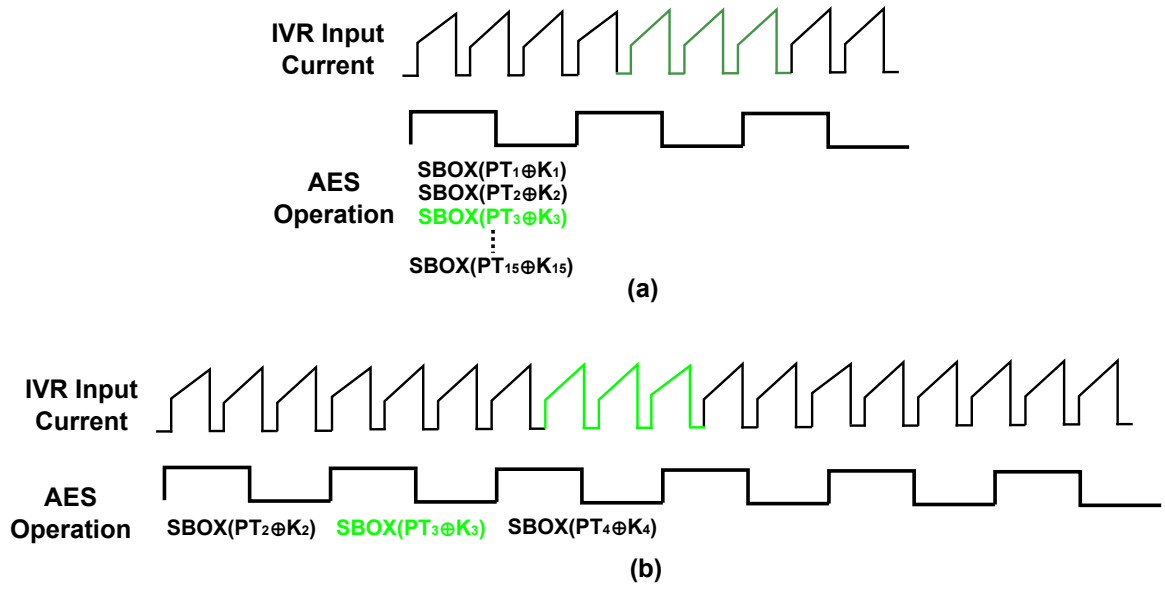 IVR Input
Current
AES
Operation
SBOX(PT₁⊕K₁)
SBOX(PT₂⊕K₂)
SBOX(PT₃⊕K₃)
SBOX(PT₁₅⊕K₁₅)
(a)
IVR Input
Current
AES
Operation
SBOX(PT₂⊕K₂) SBOX(PT₃⊕K₃) SBOX(PT₄⊕K₄)
(b)